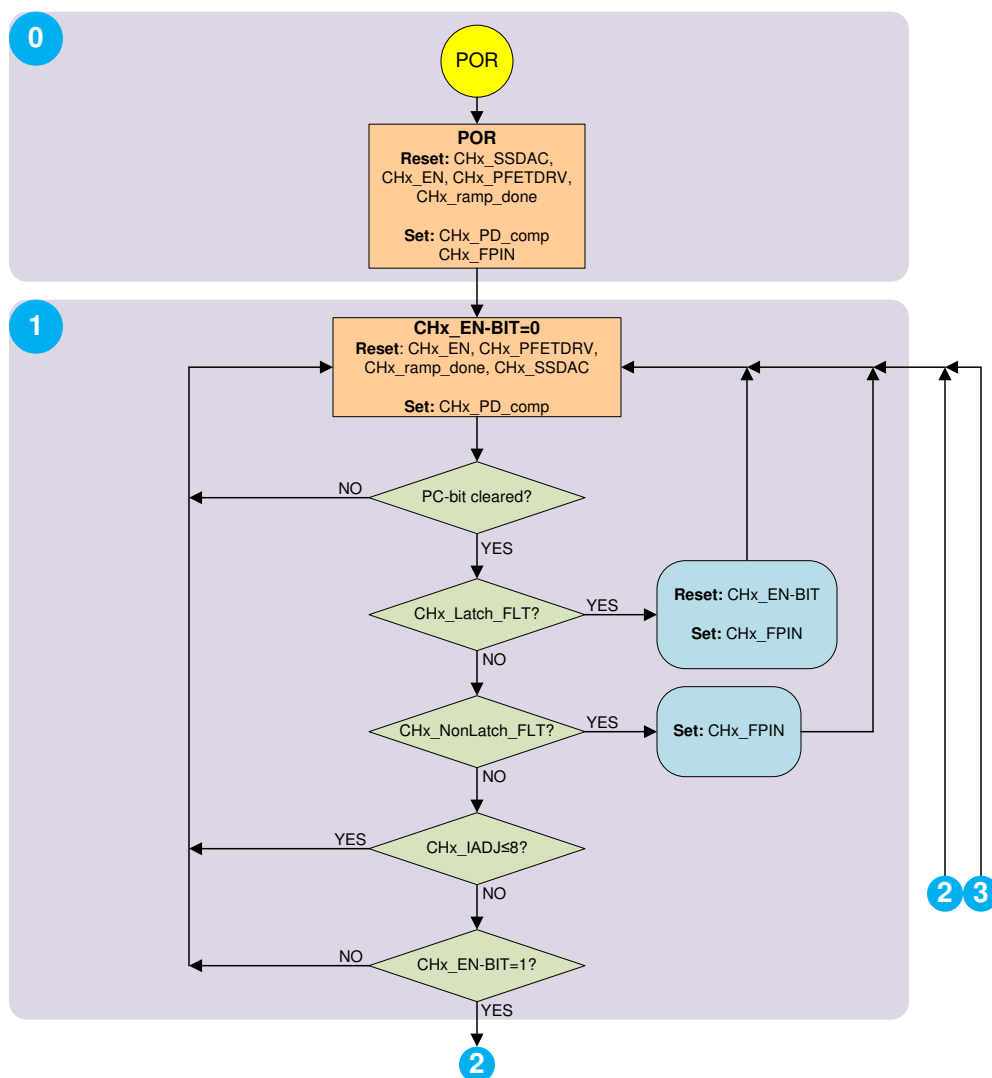 0
POR
POR
Reset: CHx_SSDAC,
CHx_EN, CHx_PFETDRV,
CHx_ramp_done
Set: CHx_PD_comp
CHx_FPIN
1
CHx_EN-BIT=0
Reset: CHx_EN, CHx_PFETDRV,
CHx_ramp_done, CHx_SSDAC
Set: CHx_PD_comp
NO
PC-bit cleared?
YES
CHx_Latch_FLT?
YES
Reset: CHx_EN-BIT
Set: CHx_FPIN
NO
CHx_NonLatch_FLT?
YES
Set: CHx_FPIN
NO
YES
CHx_IADJ≤8?
NO
2
3
NO
CHx_EN-BIT=1?
YES
2